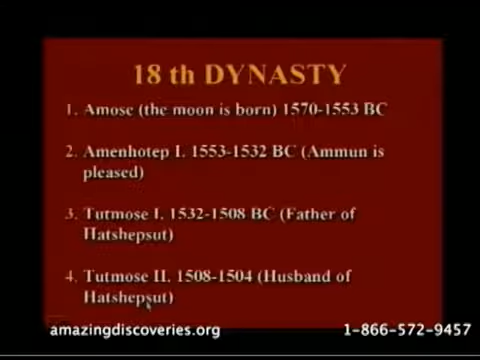 18 th DYNASTY
1. Amose (the moon is born) 1570-1553 BC
2. Amenhotep I. 1553-1532 BC (Ammun is
pleased)
3. Tutmose I. 1532-1508 BC (Father of
Hatshepsut)
4. Tutmose II. 1508-1504 (Husband of
Hatshepsut)
amazingdiscoveries.org
1-866-572-9457